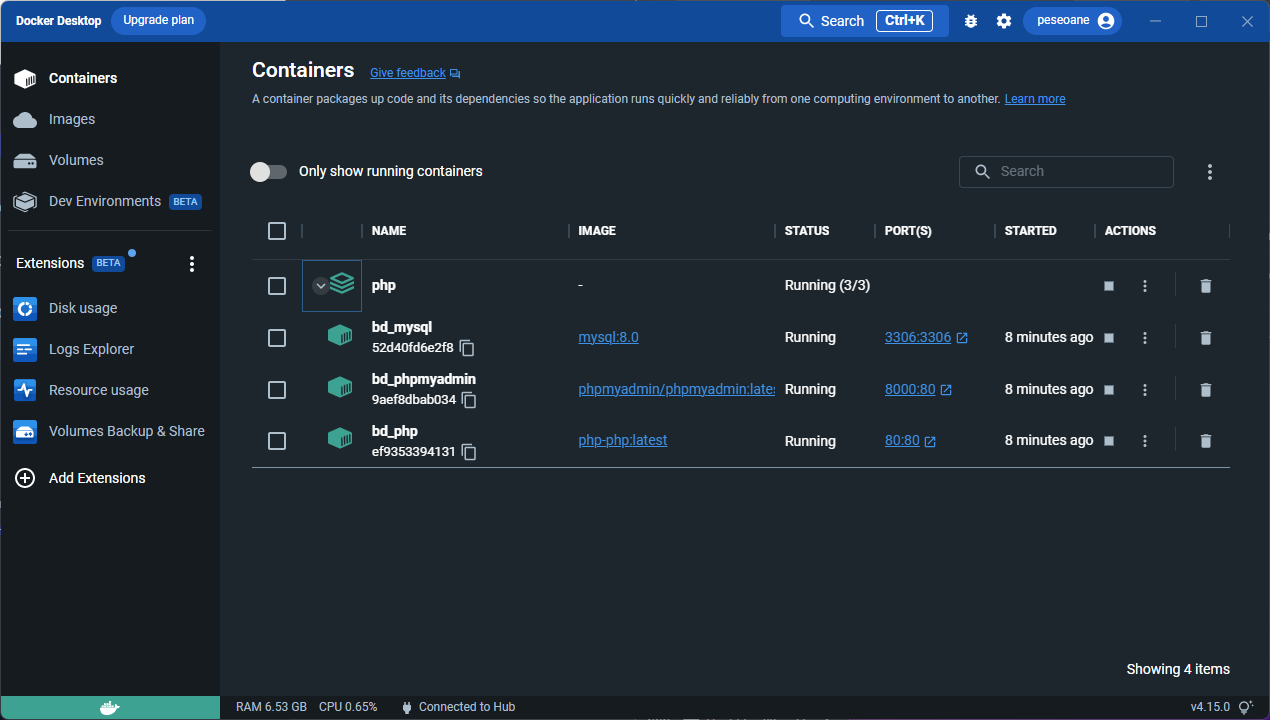 Docker Desktop Upgrade plan Search Ctrl+K peseoane
Containers
Images
Volumes
Dev Environments BETA
Extensions BETA
Disk usage
Logs Explorer
Resource usage
Volumes Backup & Share
Add Extensions
Containers Give feedback
A container packages up code and its dependencies so the application runs quickly and reliably from one computing environment to another. Learn more
Only show running containers Search
NAME IMAGE STATUS PORT(S) STARTED ACTIONS
php - Running (3/3)
bd_mysql
52d40fd6e2f8 mysql:8.0 Running 3306:3306 8 minutes ago
bd_phpmyadmin
9aef8dbab034 phpmyadmin/phpmyadmin:late Running 8000:80 8 minutes ago
bd_php
ef9353394131 php-php:latest Running 80:80 8 minutes ago
Showing 4 items
RAM 6.53 GB CPU 0.65% Connected to Hub v4.15.0